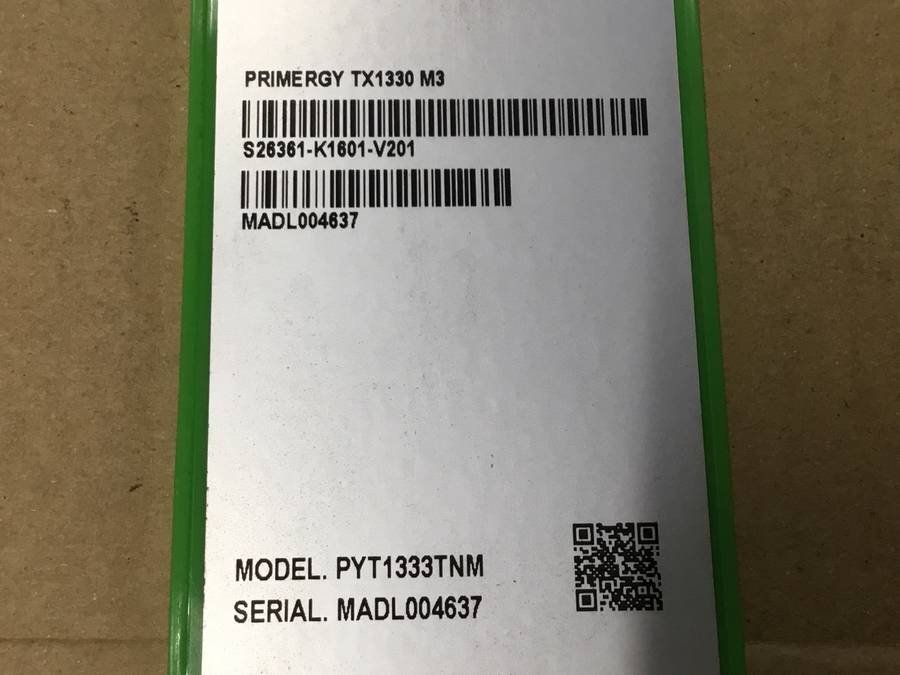 PRIMERGY TX1330 M3
S26361-K1601-V201
MADL004637
MODEL. PYT1333TNM
SERIAL. MADL004637